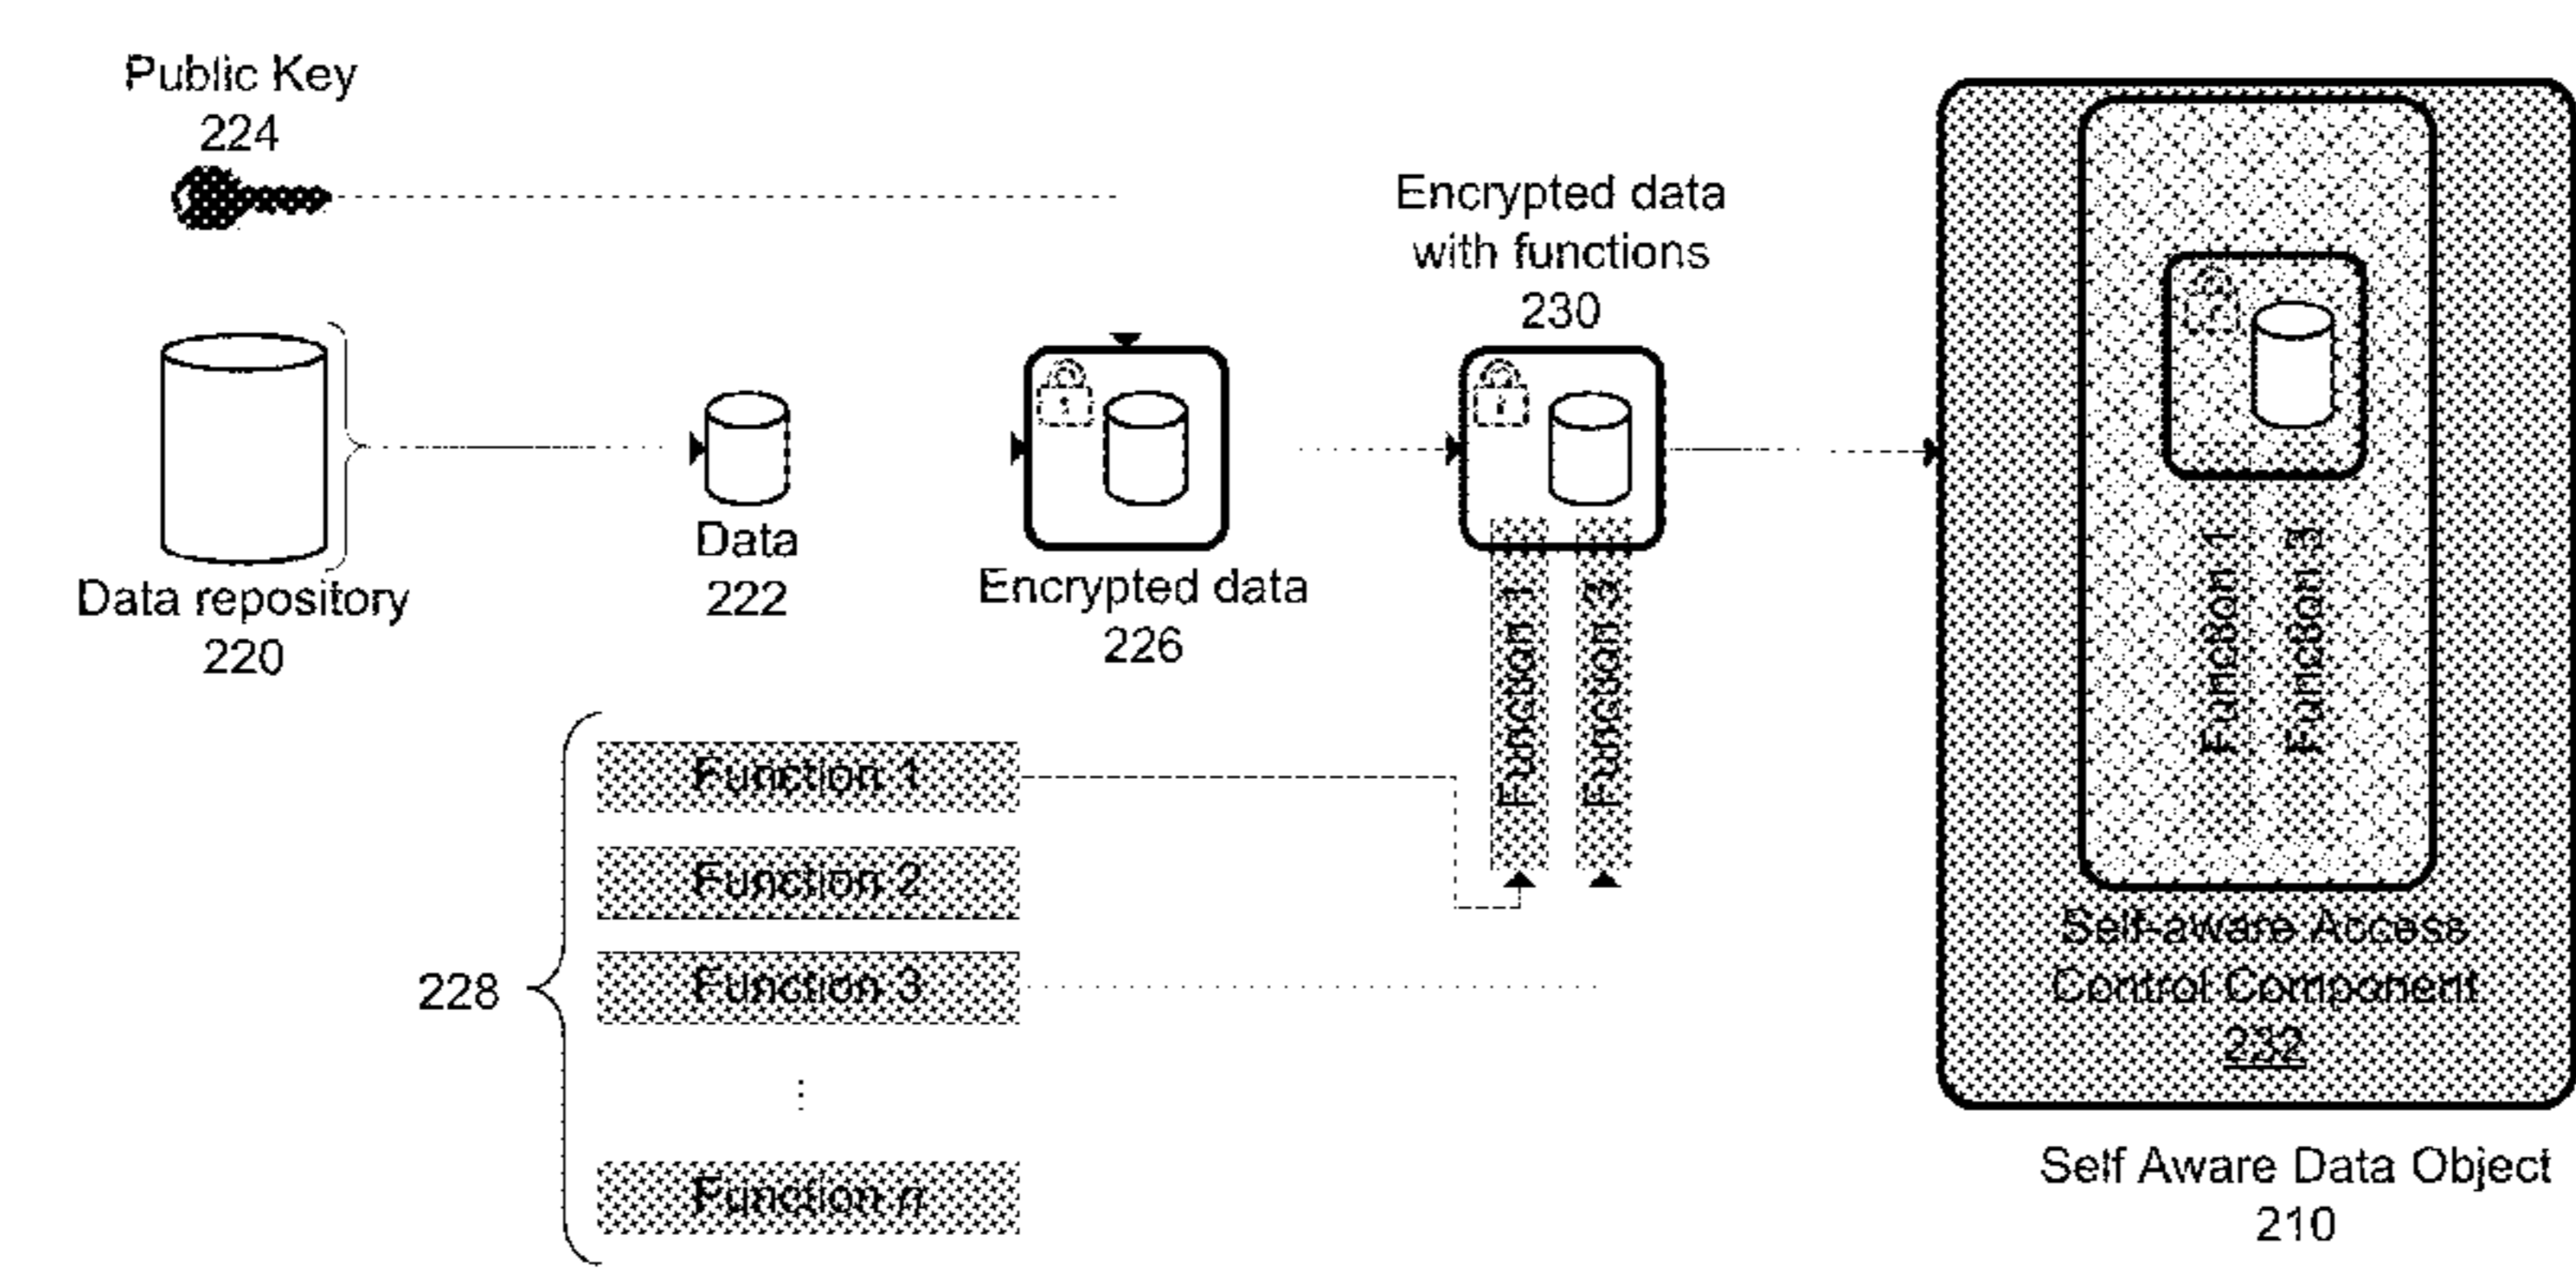 Public Key
224
Encrypted data
with functions
230
Data repository
220
Data
222
Encrypted data
226
Function 1
Function 3
228
Function 1
Function 2
Function 3
⋮
Function n
Function 1
Function 3
Self-aware Access
Control Component
232
Self Aware Data Object
210